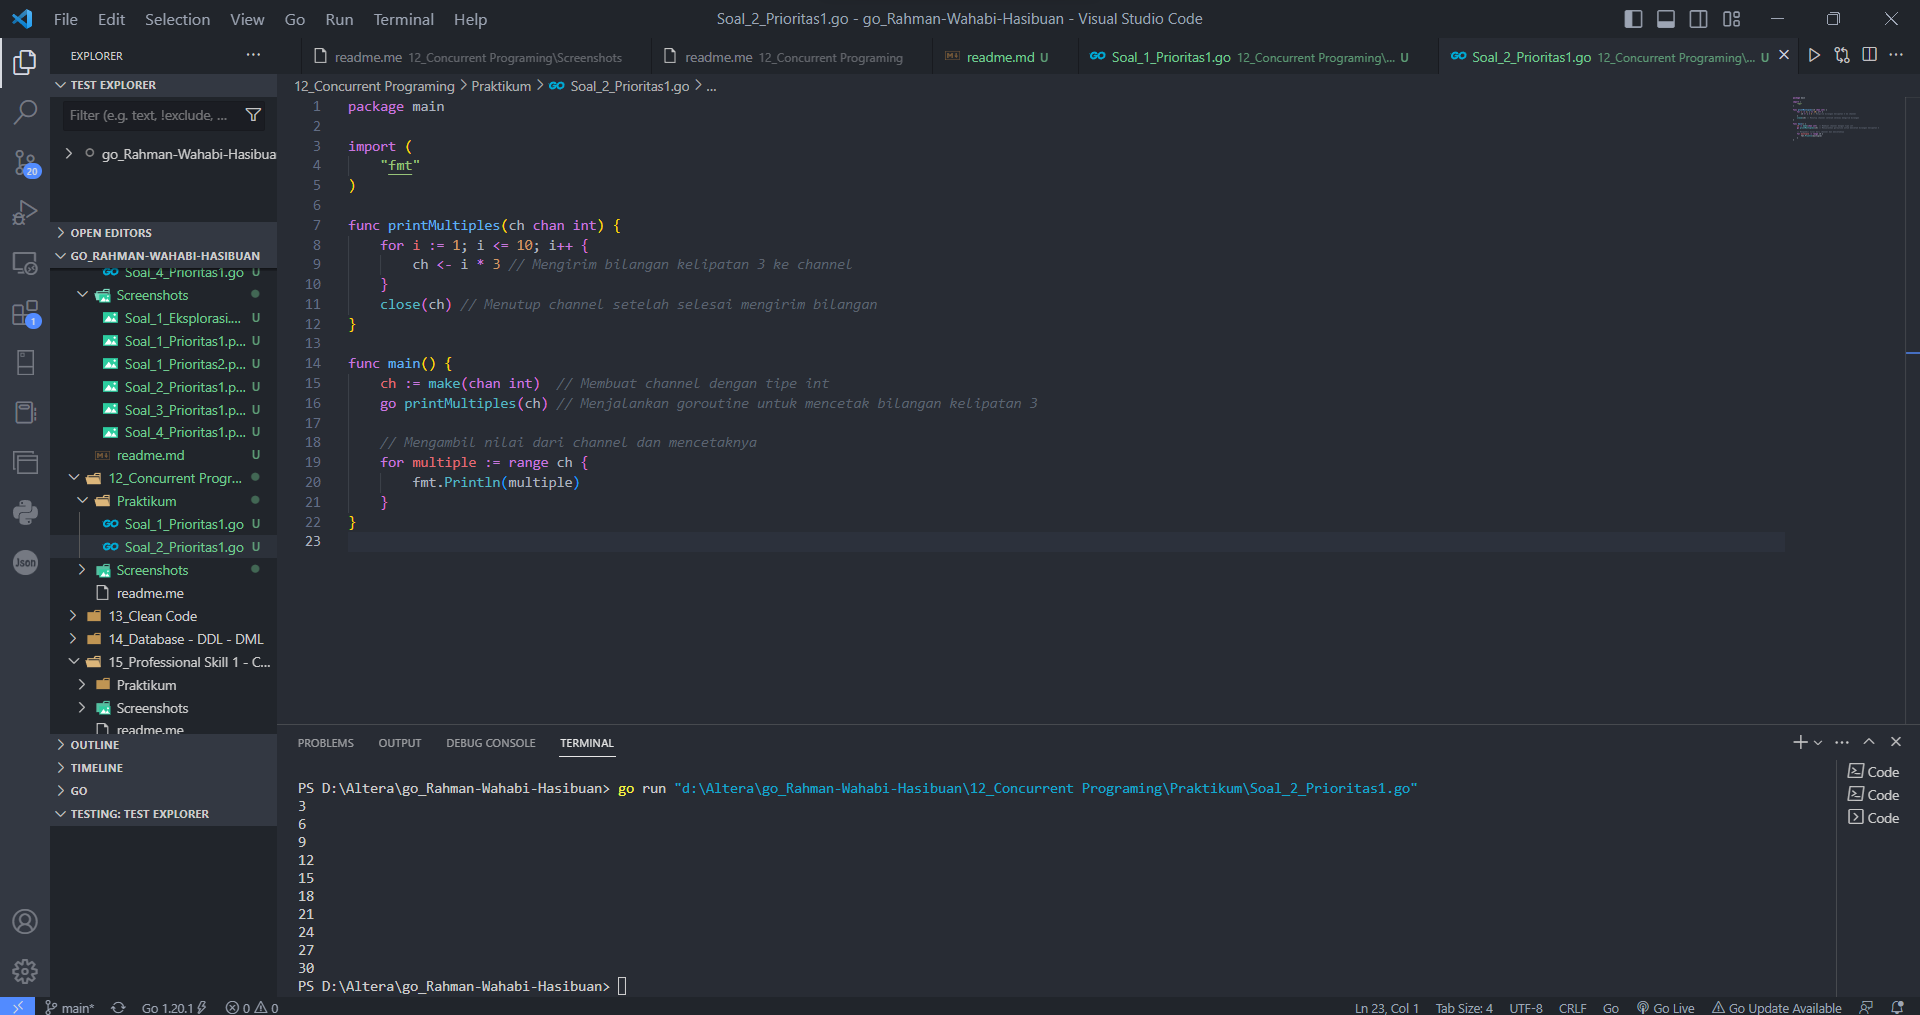 File Edit Selection View Go Run Terminal Help
Soal_2_Prioritas1.go - go_Rahman-Wahabi-Hasibuan - Visual Studio Code
EXPLORER
readme.me 12_Concurrent Programing\Screenshots
readme.me 12_Concurrent Programing
readme.md U
Soal_1_Prioritas1.go 12_Concurrent Programing\... U
Soal_2_Prioritas1.go 12_Concurrent Programing\... U
TEST EXPLORER
Filter (e.g. text, !exclude, ...
go_Rahman-Wahabi-Hasibua
OPEN EDITORS
GO_RAHMAN-WAHABI-HASIBUAN
Soal_4_Prioritas1.go U
Screenshots
Soal_1_Eksplorasi.... U
Soal_1_Prioritas1.p... U
Soal_1_Prioritas2.p... U
Soal_2_Prioritas1.p... U
Soal_3_Prioritas1.p... U
Soal_4_Prioritas1.p... U
readme.md U
12_Concurrent Progr...
Praktikum
Soal_1_Prioritas1.go U
Soal_2_Prioritas1.go U
Screenshots
readme.me
13_Clean Code
14_Database - DDL - DML
15_Professional Skill 1 - C...
Praktikum
Screenshots
readme.me
OUTLINE
TIMELINE
GO
TESTING: TEST EXPLORER
20
1
Json
12_Concurrent Programing > Praktikum > Soal_2_Prioritas1.go > ...
1 package main
2
3 import (
4 "fmt"
5 )
6
7 func printMultiples(ch chan int) {
8 for i := 1; i <= 10; i++ {
9 ch <- i * 3 // Mengirim bilangan kelipatan 3 ke channel
10 }
11 close(ch) // Menutup channel setelah selesai mengirim bilangan
12 }
13
14 func main() {
15 ch := make(chan int) // Membuat channel dengan tipe int
16 go printMultiples(ch) // Menjalankan goroutine untuk mencetak bilangan kelipatan 3
17
18 // Mengambil nilai dari channel dan mencetaknya
19 for multiple := range ch {
20 fmt.Println(multiple)
21 }
22 }
23
PROBLEMS OUTPUT DEBUG CONSOLE TERMINAL
PS D:\Altera\go_Rahman-Wahabi-Hasibuan> go run "d:\Altera\go_Rahman-Wahabi-Hasibuan\12_Concurrent Programing\Praktikum\Soal_2_Prioritas1.go"
3
6
9
12
15
18
21
24
27
30
PS D:\Altera\go_Rahman-Wahabi-Hasibuan>
Code
Code
Code
main* Go 1.20.1 0 0
Ln 23, Col 1 Tab Size: 4 UTF-8 CRLF Go Go Live Go Update Available